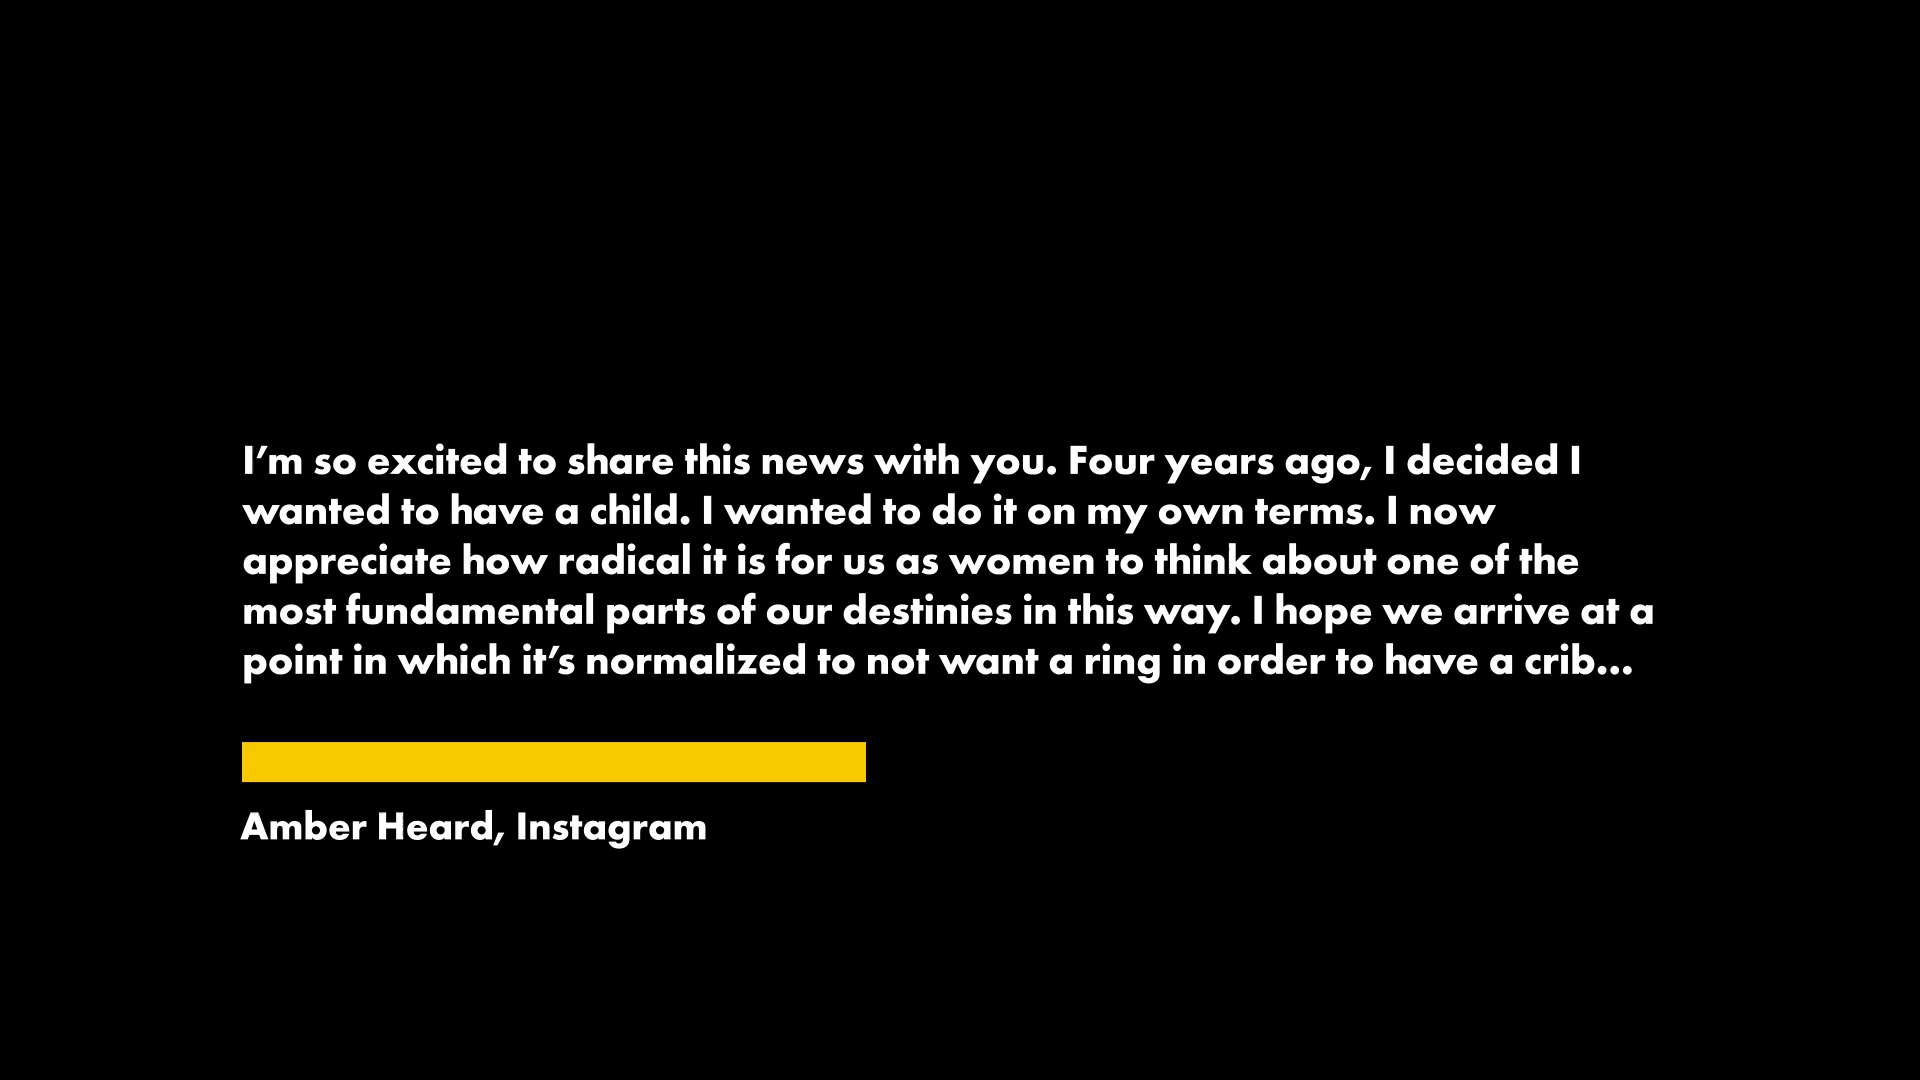 I’m so excited to share this news with you. Four years ago, I decided I
wanted to have a child. I wanted to do it on my own terms. I now
appreciate how radical it is for us as women to think about one of the
most fundamental parts of our destinies in this way. I hope we arrive at a
point in which it’s normalized to not want a ring in order to have a crib...
Amber Heard, Instagram